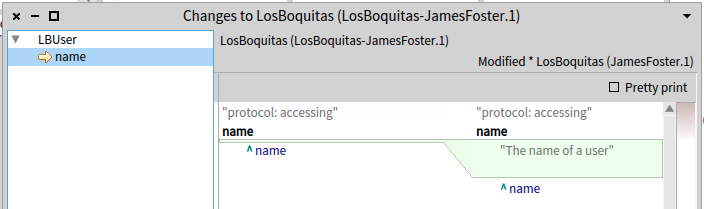 Changes to LosBoquitas (LosBoquitas-JamesFoster.1)
LBUser
name
LosBoquitas (LosBoquitas-JamesFoster.1)
Modified * LosBoquitas (JamesFoster.1)
Pretty print
"protocol: accessing"
name
^ name
"protocol: accessing"
name
"The name of a user"
^ name